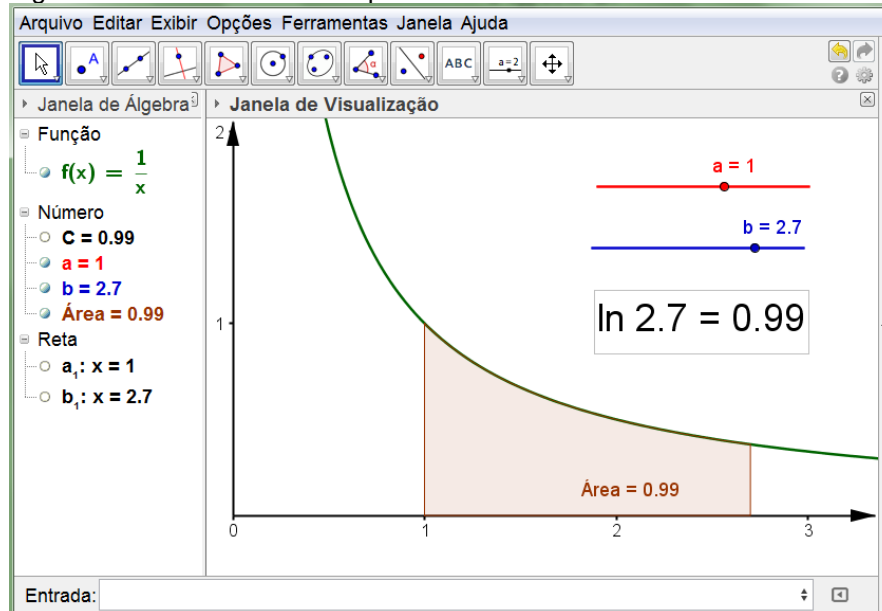 Arquivo Editar Exibir Opções Ferramentas Janela Ajuda
A
α
ABC
a=2
Janela de Álgebra
Janela de Visualização
Função
f(x) = 1/x
Número
C = 0.99
a = 1
b = 2.7
Área = 0.99
Reta
a₁: x = 1
b₁: x = 2.7
2
a = 1
b = 2.7
1
ln 2.7 = 0.99
Área = 0.99
0 1 2 3
Entrada: